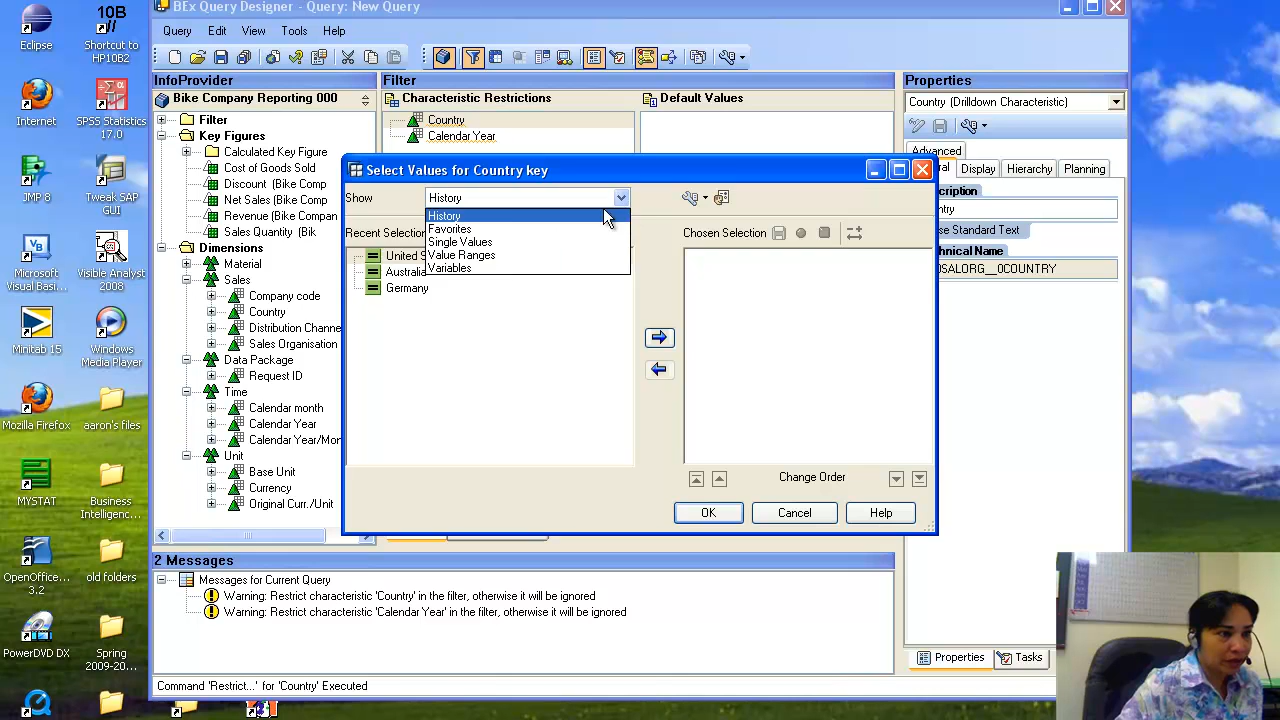 Eclipse
Shortcut to
HP10B2
Internet
SPSS Statistics
17.0
JMP 8
Tweak SAP
GUI
Microsoft
Visual Basi...
Visible Analyst
2008
Minitab 15
Windows
Media Player
Mozilla Firefox
aaron's files
MYSTAT
Business
Intelligenc...
OpenOffice...
3.2
old folders
PowerDVD DX
Spring
2009-20...
BEx Query Designer - Query: New Query
Query
Edit
View
Tools
Help
InfoProvider
Bike Company Reporting 000
Filter
Key Figures
Calculated Key Figure
Cost of Goods Sold
Discount (Bike Comp
Net Sales (Bike Comp
Revenue (Bike Compan
Sales Quantity (Bik
Dimensions
Material
Sales
Company code
Country
Distribution Channe
Sales Organisation
Data Package
Request ID
Time
Calendar month
Calendar Year
Calendar Year/Mon
Unit
Base Unit
Currency
Original Curr./Unit
Filter
Characteristic Restrictions
Country
Calendar Year
Default Values
Properties
Country (Drilldown Characteristic)
Advanced
Display
Hierarchy
Planning
Technical Name
OSALORG__0COUNTRY
Select Values for Country key
Show
History
History
Favorites
Single Values
Value Ranges
Variables
Recent Selectio
United S
Australia
Germany
Chosen Selection
Change Order
OK
Cancel
Help
2 Messages
Messages for Current Query
Warning: Restrict characteristic 'Country' in the filter, otherwise it will be ignored
Warning: Restrict characteristic 'Calendar Year' in the filter, otherwise it will be ignored
Properties
Tasks
Command 'Restrict...' for 'Country' Executed